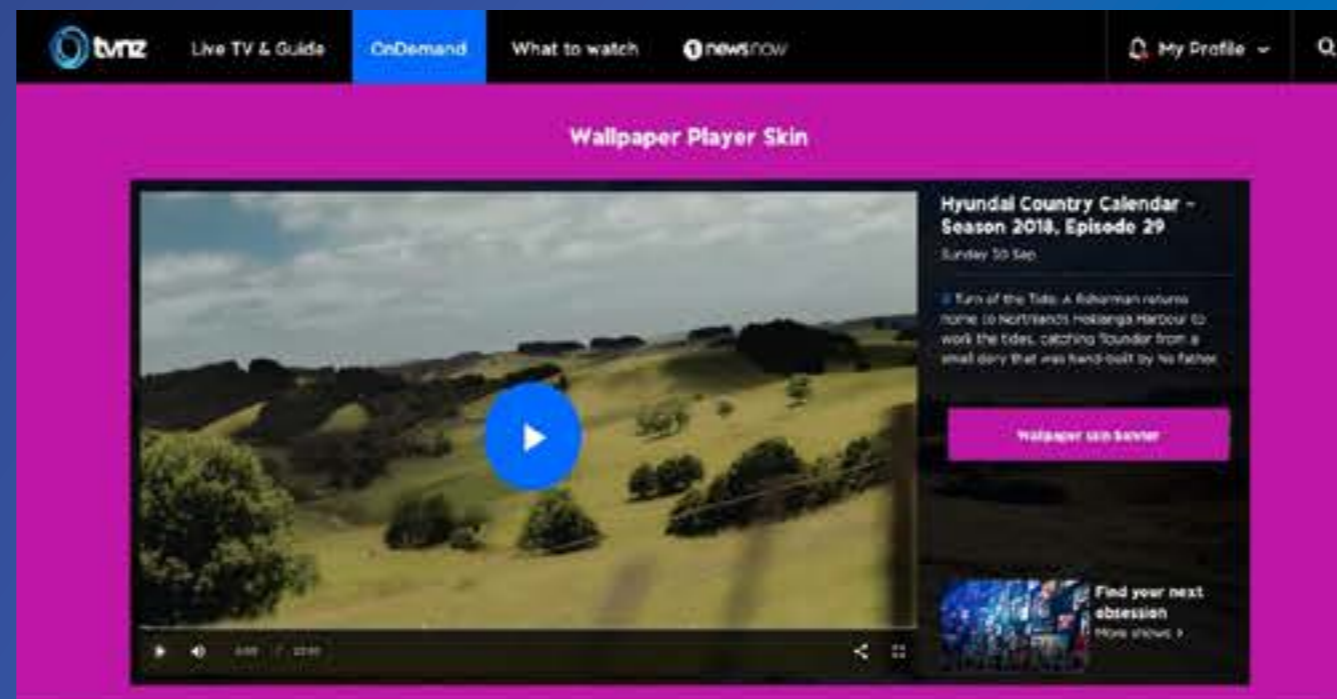 tvnz Live TV & Guide OnDemand What to watch 1 newsnow My Profile
Wallpaper Player Skin
Hyundai Country Calendar -
Season 2018, Episode 29
Sunday 30 Sep
Turn of the Tide: A fisherman returns
home to Northland's Hokianga Harbour to
work the tides, catching flounder from a
small dory that was hand-built by his father.
Wallpaper skin banner
Find your next
obsession
More shows >
0:00 /